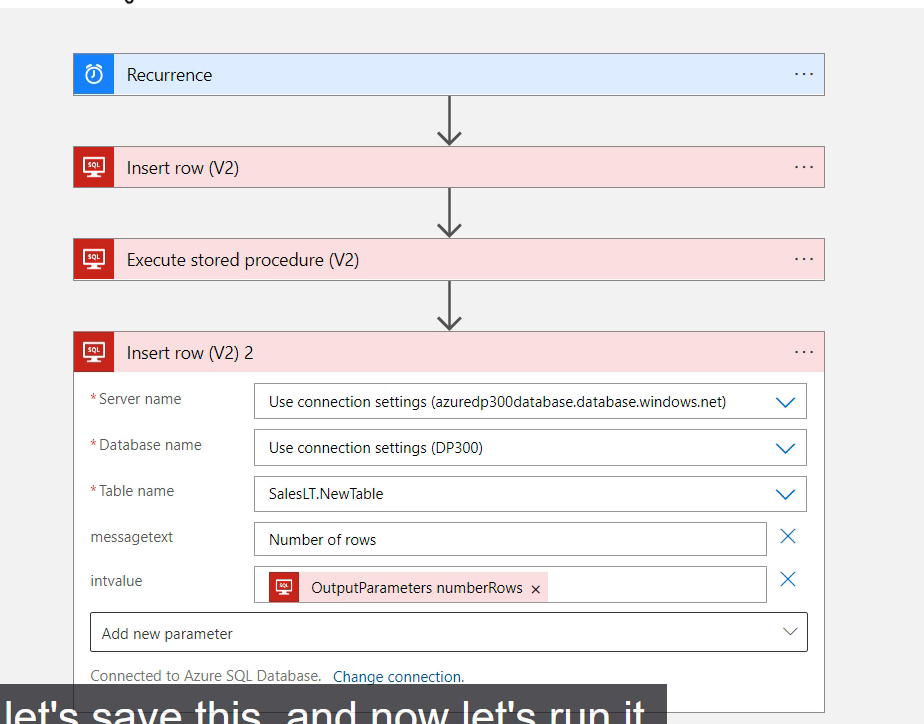 Recurrence
SQL
Insert row (V2)
SQL
Execute stored procedure (V2)
SQL
Insert row (V2) 2
* Server name
Use connection settings (azuredp300database.database.windows.net)
* Database name
Use connection settings (DP300)
* Table name
SalesLT.NewTable
messagetext
Number of rows
intvalue
SQL
OutputParameters numberRows ×
Add new parameter
Connected to Azure SQL Database. Change connection.
let's save this, and now let's run it